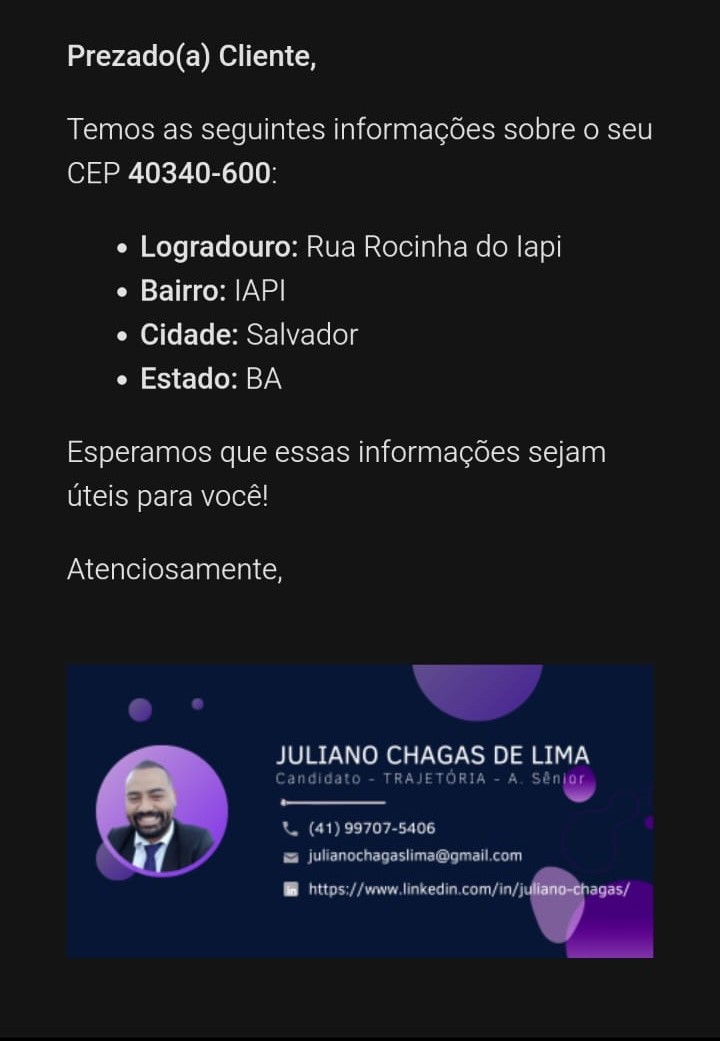 Prezado(a) Cliente,
Temos as seguintes informações sobre o seu
CEP 40340-600:
• Logradouro: Rua Rocinha do Iapi
• Bairro: IAPI
• Cidade: Salvador
• Estado: BA
Esperamos que essas informações sejam
úteis para você!
Atenciosamente,
JULIANO CHAGAS DE LIMA
Candidato - TRAJETÓRIA - A. Sênior
(41) 99707-5406
julianochagaslima@gmail.com
in https://www.linkedin.com/in/juliano-chagas/